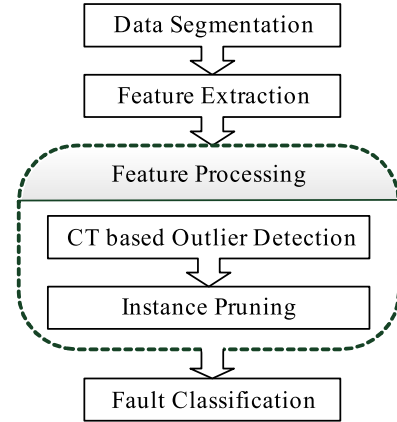 Data Segmentation
Feature Extraction
Feature Processing
CT based Outlier Detection
Instance Pruning
Fault Classification